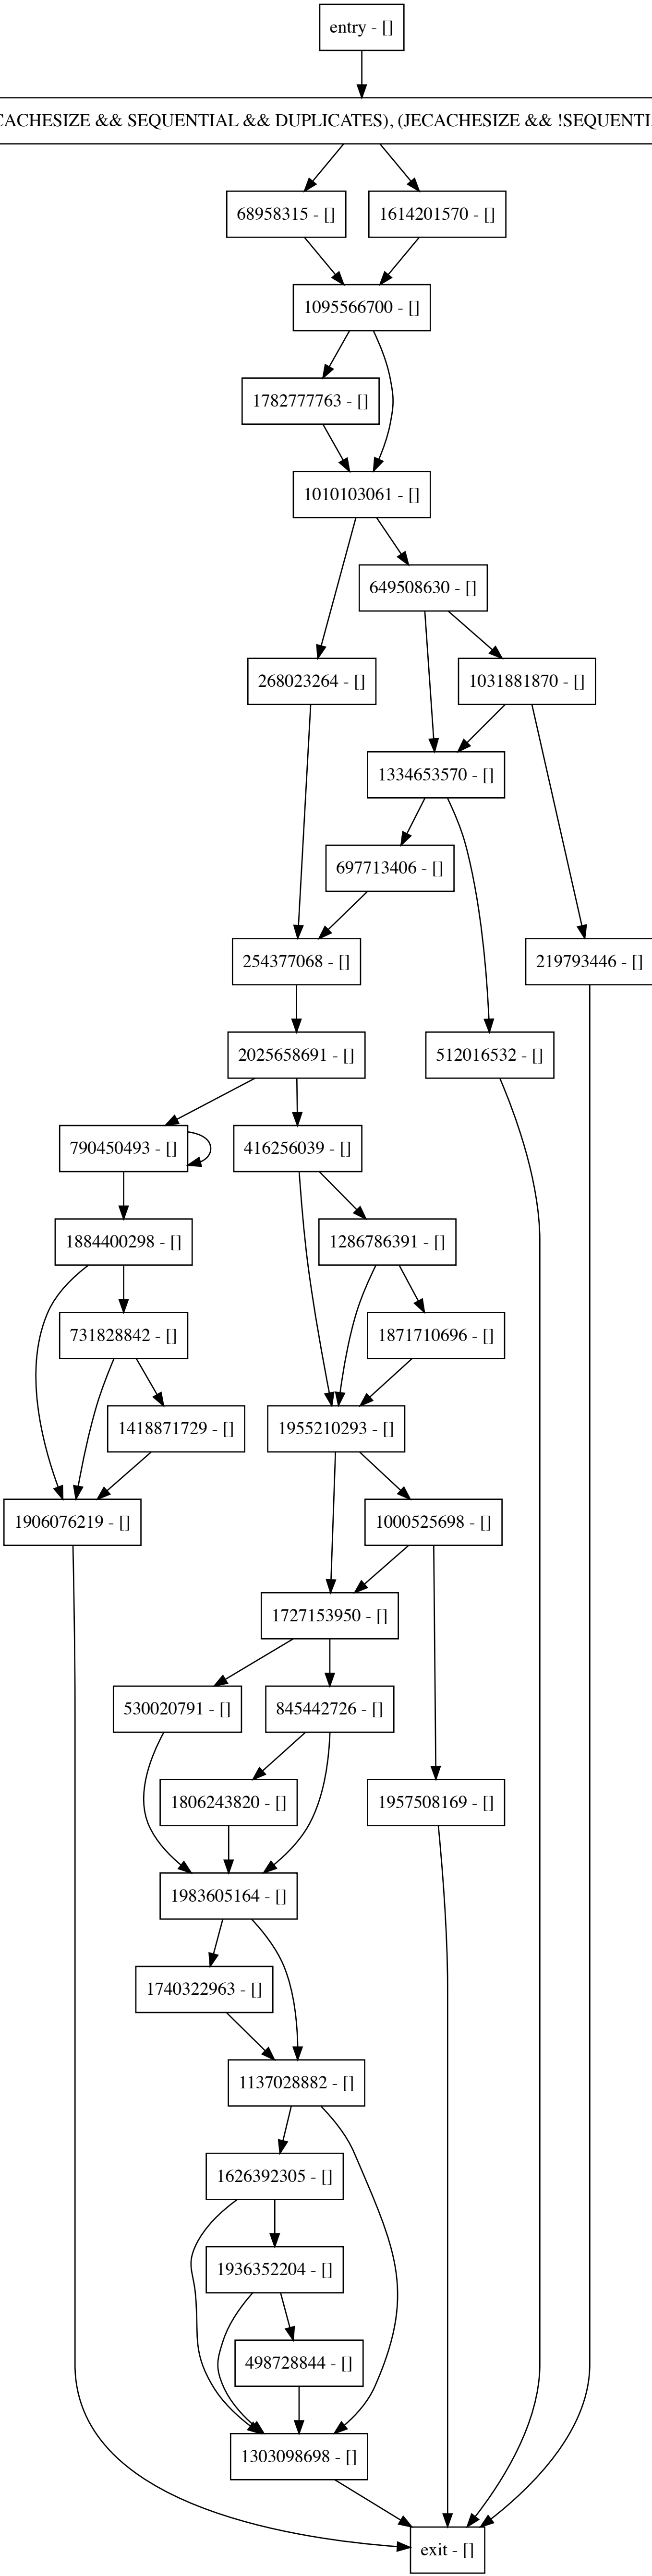 entry - []
CACHESIZE && SEQUENTIAL && DUPLICATES), (JECACHESIZE && !SEQUENTI
68958315 - []
1614201570 - []
1095566700 - []
1782777763 - []
1010103061 - []
649508630 - []
268023264 - []
1031881870 - []
1334653570 - []
697713406 - []
254377068 - []
219793446 - []
2025658691 - []
512016532 - []
790450493 - []
416256039 - []
1884400298 - []
1286786391 - []
731828842 - []
1871710696 - []
1418871729 - []
1955210293 - []
1906076219 - []
1000525698 - []
1727153950 - []
530020791 - []
845442726 - []
1806243820 - []
1957508169 - []
1983605164 - []
1740322963 - []
1137028882 - []
1626392305 - []
1936352204 - []
498728844 - []
1303098698 - []
exit - []